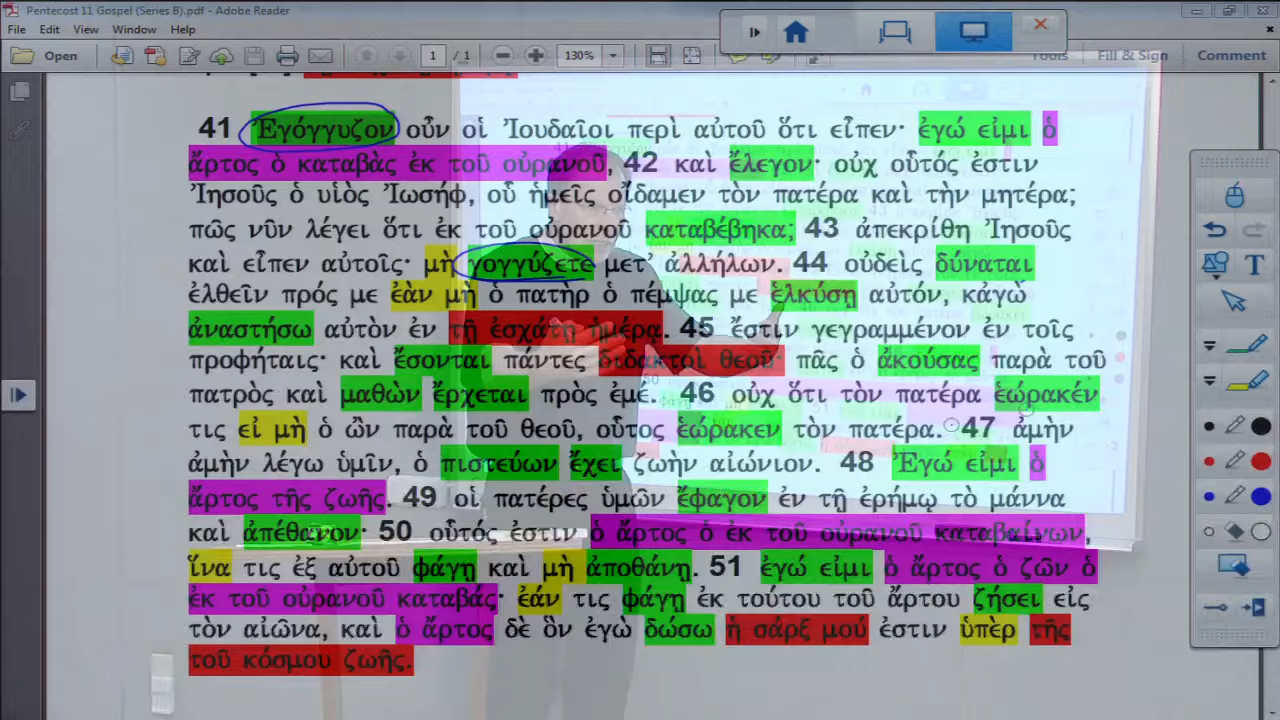 Pentecost 11 Gospel (Series B).pdf - Adobe Reader
File Edit View Window Help
Open 1 / 1 130% Tools Fill & Sign Comment
41 Ἐγόγγυζον οὖν οἱ Ἰουδαῖοι περὶ αὐτοῦ ὅτι εἶπεν· ἐγώ εἰμι ὁ
ἄρτος ὁ καταβὰς ἐκ τοῦ οὐρανοῦ, 42 καὶ ἔλεγον· οὐχ οὗτός ἐστιν
Ἰησοῦς ὁ υἱὸς Ἰωσήφ, οὗ ἡμεῖς οἴδαμεν τὸν πατέρα καὶ τὴν μητέρα;
πῶς νῦν λέγει ὅτι ἐκ τοῦ οὐρανοῦ καταβέβηκα; 43 ἀπεκρίθη Ἰησοῦς
καὶ εἶπεν αὐτοῖς· μὴ γογγύζετε μετ’ ἀλλήλων. 44 οὐδεὶς δύναται
ἐλθεῖν πρός με ἐὰν μὴ ὁ πατὴρ ὁ πέμψας με ἑλκύσῃ αὐτόν, κἀγὼ
ἀναστήσω αὐτὸν ἐν τῇ ἐσχάτῃ ἡμέρᾳ. 45 ἔστιν γεγραμμένον ἐν τοῖς
προφήταις· καὶ ἔσονται πάντες διδακτοὶ θεοῦ· πᾶς ὁ ἀκούσας παρὰ τοῦ
πατρὸς καὶ μαθὼν ἔρχεται πρὸς ἐμέ. 46 οὐχ ὅτι τὸν πατέρα ἑώρακέν
τις εἰ μὴ ὁ ὢν παρὰ τοῦ θεοῦ, οὗτος ἑώρακεν τὸν πατέρα. 47 ἀμὴν
ἀμὴν λέγω ὑμῖν, ὁ πιστεύων ἔχει ζωὴν αἰώνιον. 48 Ἐγώ εἰμι ὁ
ἄρτος τῆς ζωῆς. 49 οἱ πατέρες ὑμῶν ἔφαγον ἐν τῇ ἐρήμῳ τὸ μάννα
καὶ ἀπέθανον· 50 οὗτός ἐστιν ὁ ἄρτος ὁ ἐκ τοῦ οὐρανοῦ καταβαίνων,
ἵνα τις ἐξ αὐτοῦ φάγῃ καὶ μὴ ἀποθάνῃ. 51 ἐγώ εἰμι ὁ ἄρτος ὁ ζῶν ὁ
ἐκ τοῦ οὐρανοῦ καταβάς· ἐάν τις φάγῃ ἐκ τούτου τοῦ ἄρτου ζήσει εἰς
τὸν αἰῶνα, καὶ ὁ ἄρτος δὲ ὃν ἐγὼ δώσω ἡ σάρξ μού ἐστιν ὑπὲρ τῆς
τοῦ κόσμου ζωῆς.